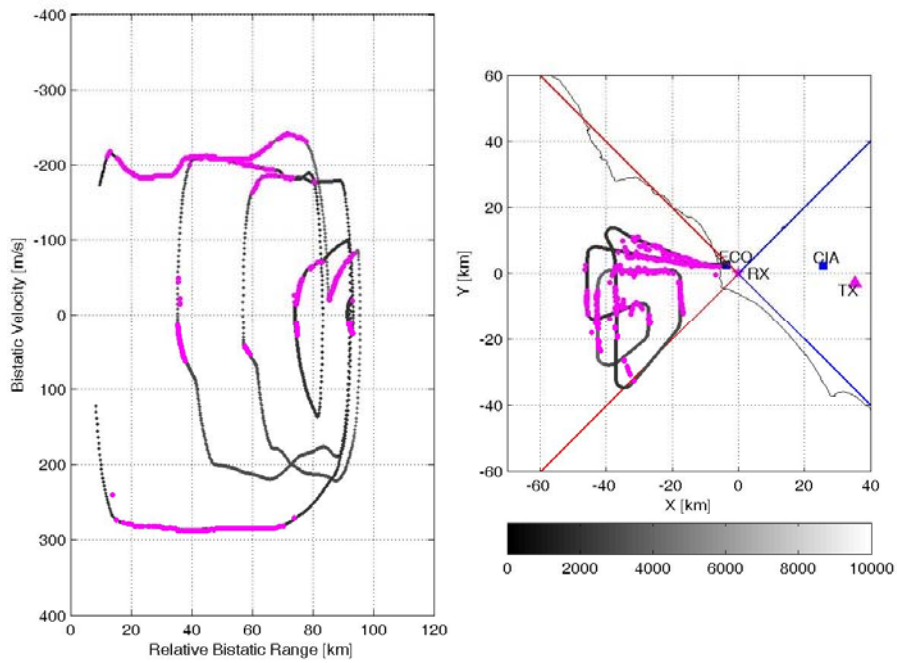 -400
-300
-200
-100
0
100
200
300
400
0 20 40 60 80 100 120
Bistatic Velocity [m/s]
Relative Bistatic Range [km]
60
40
20
0
-20
-40
-60
-60 -40 -20 0 20 40
Y [km]
X [km]
ECO
RX
CIA
TX
0 2000 4000 6000 8000 10000